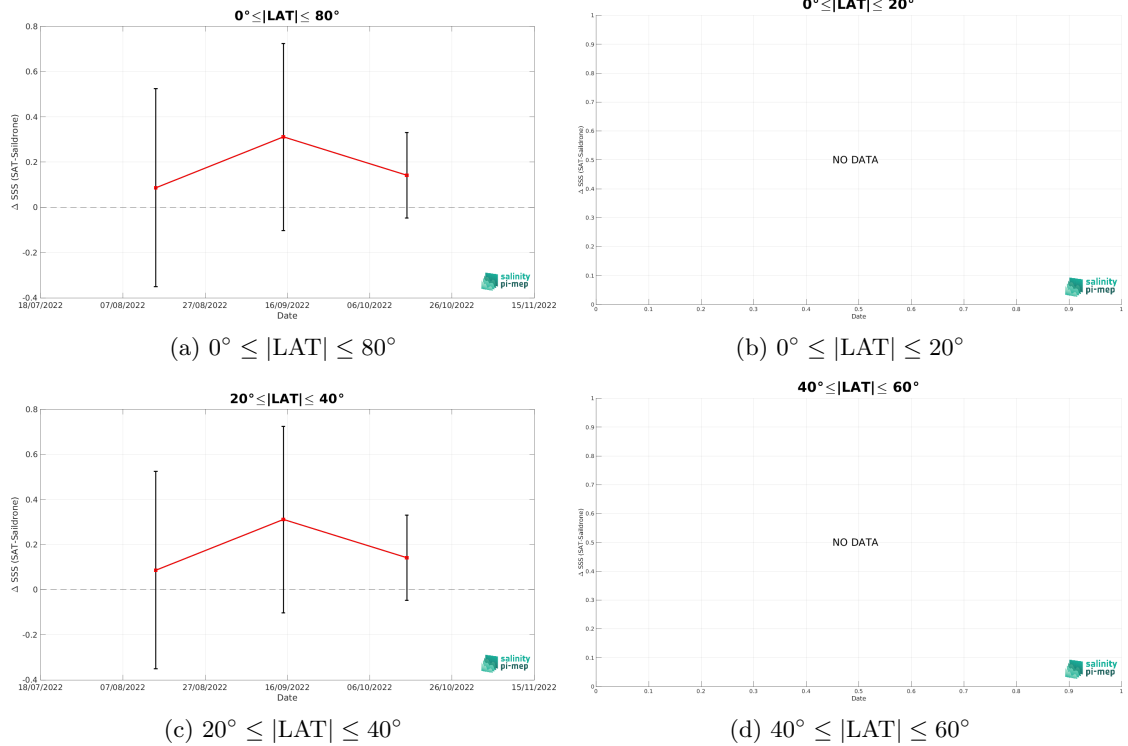 0°≤|LAT|≤ 80°
0.8
0.6
0.4
0.2
0
-0.2
-0.4
Δ SSS (SAT-Saildrone)
18/07/2022 07/08/2022 27/08/2022 16/09/2022 06/10/2022 26/10/2022 15/11/2022
Date
salinity
pi-mep
(a) 0° ≤ |LAT| ≤ 80°
0°≤|LAT|≤ 20°
1
0.9
0.8
0.7
0.6
0.5
0.4
0.3
0.2
0.1
0
Δ SSS (SAT-Saildrone)
NO DATA
0 0.1 0.2 0.3 0.4 0.5 0.6 0.7 0.8 0.9 1
Date
salinity
pi-mep
(b) 0° ≤ |LAT| ≤ 20°
20°≤|LAT|≤ 40°
0.8
0.6
0.4
0.2
0
-0.2
-0.4
Δ SSS (SAT-Saildrone)
18/07/2022 07/08/2022 27/08/2022 16/09/2022 06/10/2022 26/10/2022 15/11/2022
Date
salinity
pi-mep
(c) 20° ≤ |LAT| ≤ 40°
40°≤|LAT|≤ 60°
1
0.9
0.8
0.7
0.6
0.5
0.4
0.3
0.2
0.1
0
Δ SSS (SAT-Saildrone)
NO DATA
0 0.1 0.2 0.3 0.4 0.5 0.6 0.7 0.8 0.9 1
Date
salinity
pi-mep
(d) 40° ≤ |LAT| ≤ 60°